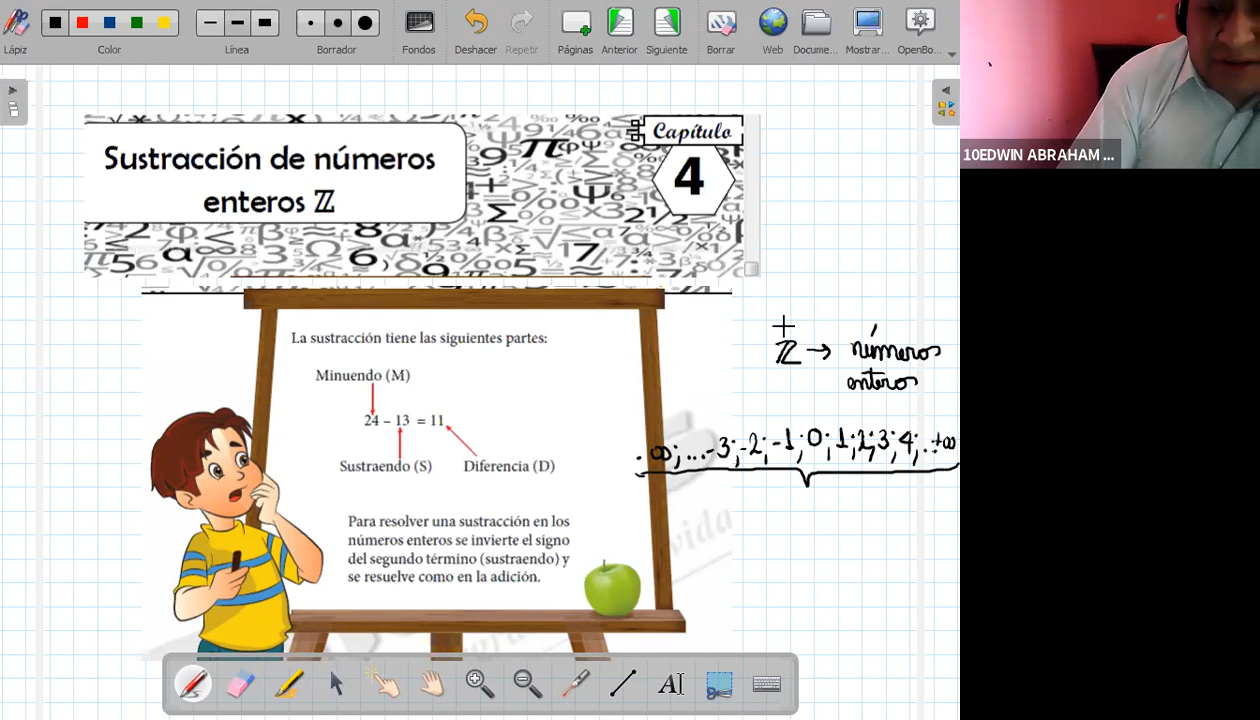 Lápiz
Color
Línea
Borrador
Fondos
Deshacer
Repetir
Páginas
Anterior
Siguiente
Borrar
Web
Docume...
Mostrar...
OpenBo...
10EDWIN ABRAHAM ...
Sustracción de números
enteros ℤ
Capítulo
4
La sustracción tiene las siguientes partes:
Minuendo (M)
24 – 13 = 11
Sustraendo (S) Diferencia (D)
Para resolver una sustracción en los
números enteros se invierte el signo
del segundo término (sustraendo) y
se resuelve como en la adición.
ℤ → números
enteros
-∞; ...-3; -2; -1; 0; 1; 2; 3; 4; ..+∞
vida